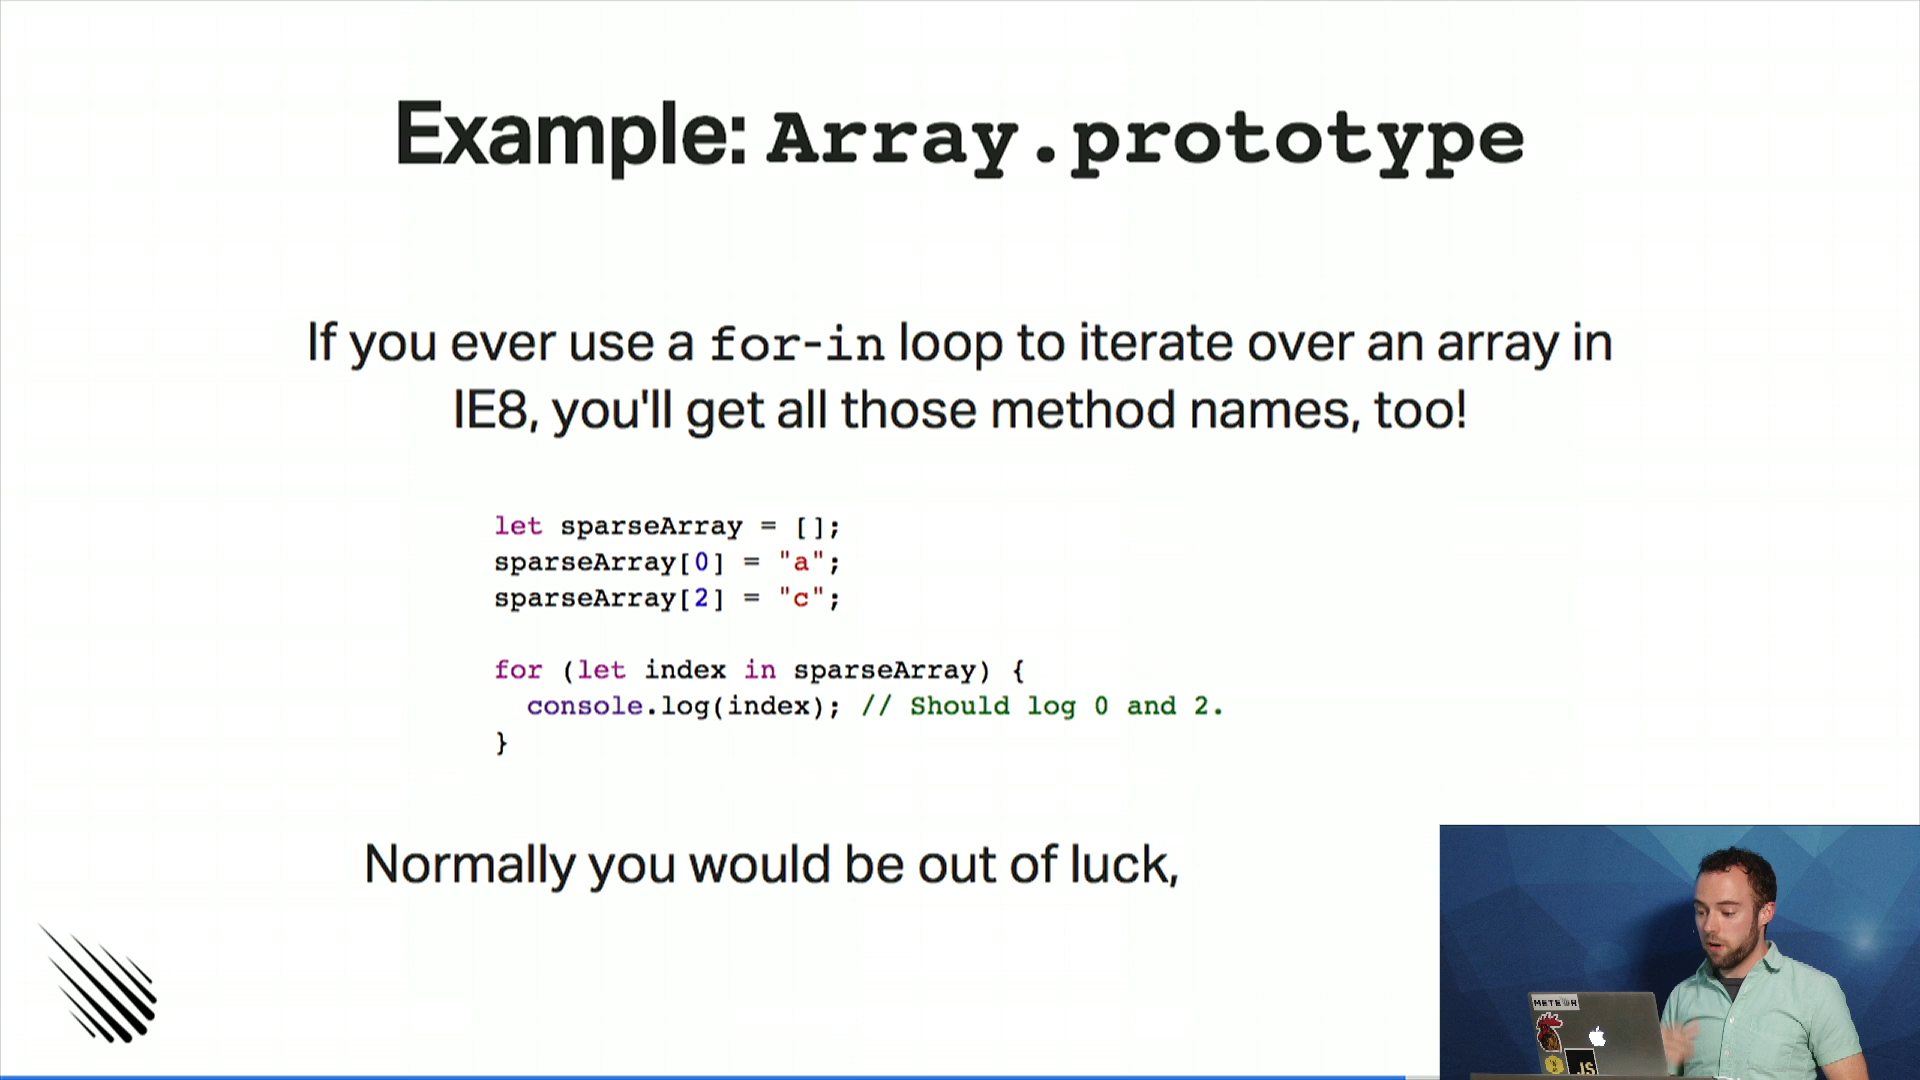 Example: Array.prototype
If you ever use a for-in loop to iterate over an array in
IE8, you'll get all those method names, too!
let sparseArray = [];
sparseArray[0] = "a";
sparseArray[2] = "c";
for (let index in sparseArray) {
console.log(index); // Should log 0 and 2.
}
Normally you would be out of luck,
METEOR
JS